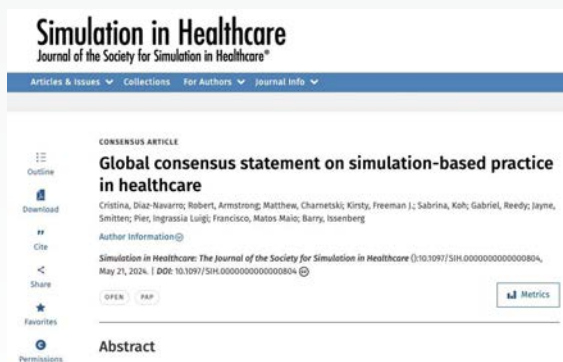 Simulation in Healthcare
Journal of the Society for Simulation in Healthcare®
Articles & Issues Collections For Authors Journal Info
Outline
Download
Cite
Share
Favorites
Permissions
CONSENSUS ARTICLE
Global consensus statement on simulation-based practice
in healthcare
Cristina, Diaz-Navarro; Robert, Armstrong; Matthew, Charnetski; Kirsty, Freeman J.; Sabrina, Koh; Gabriel, Reedy; Jayne,
Smitten; Pier, Ingrassia Luigi; Francisco, Matos Maio; Barry, Issenberg
Author Information
Simulation in Healthcare: The Journal of the Society for Simulation in Healthcare ():10.1097/SIH.0000000000000804,
May 21, 2024. | DOI: 10.1097/SIH.0000000000000804
OPEN PAP
Metrics
Abstract